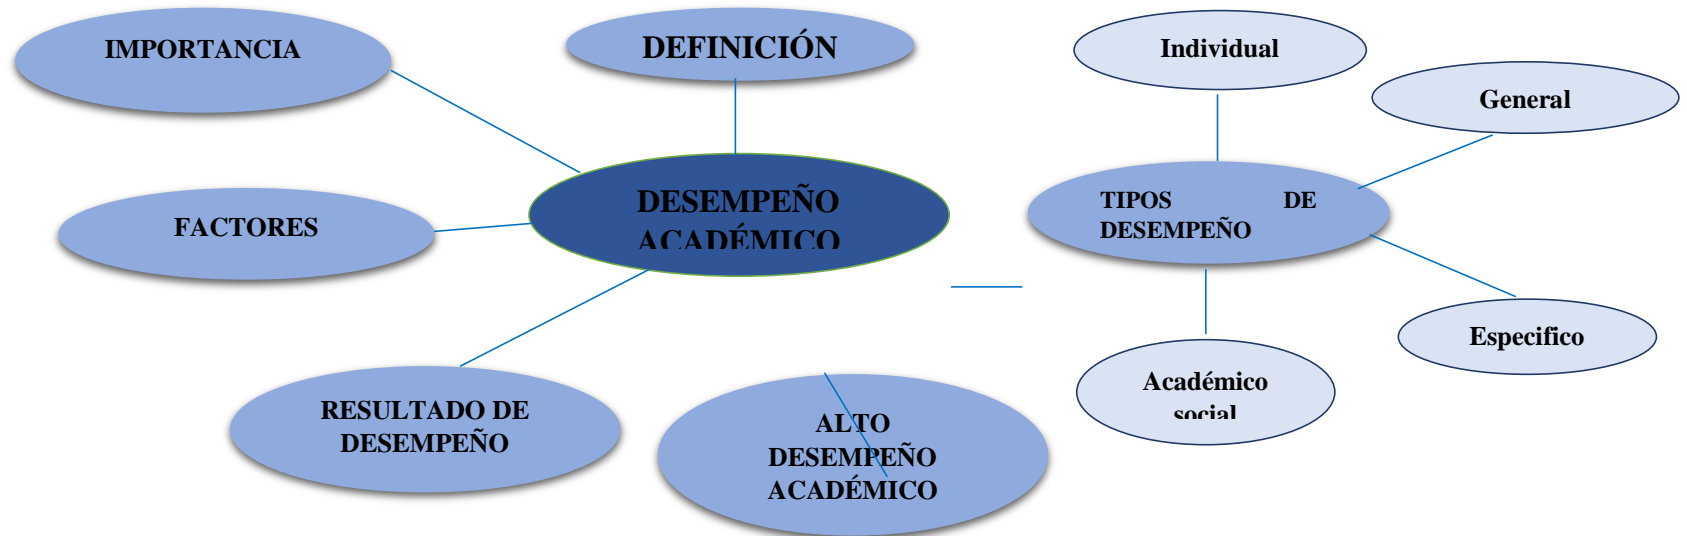 IMPORTANCIA
DEFINICIÓN
Individual
General
DESEMPEÑO
ACADÉMICO
TIPOS DE
DESEMPEÑO
FACTORES
Especifico
Académico
social
RESULTADO DE
DESEMPEÑO
ALTO
DESEMPEÑO
ACADÉMICO